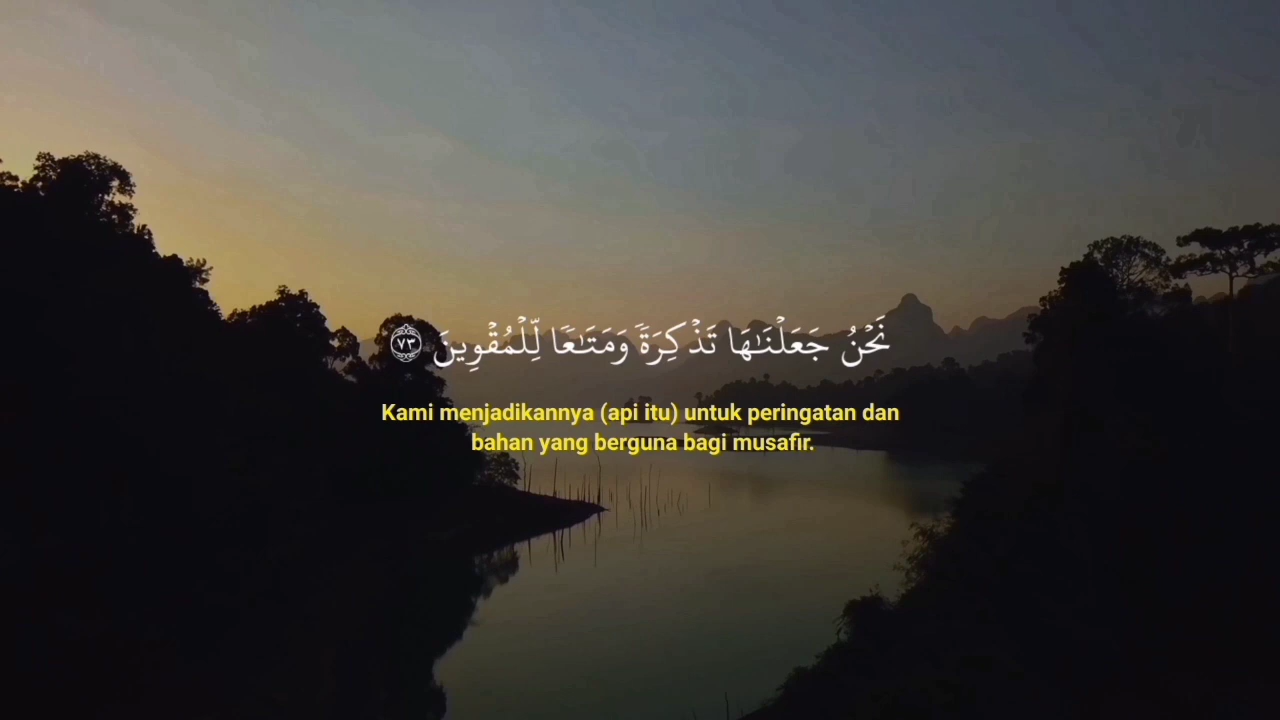 نَحْنُ جَعَلْنَـٰهَا تَذْكِرَةً وَمَتَـٰعًا لِّلْمُقْوِينَ ٧٣
Kami menjadikannya (api itu) untuk peringatan dan
bahan yang berguna bagi musafir.